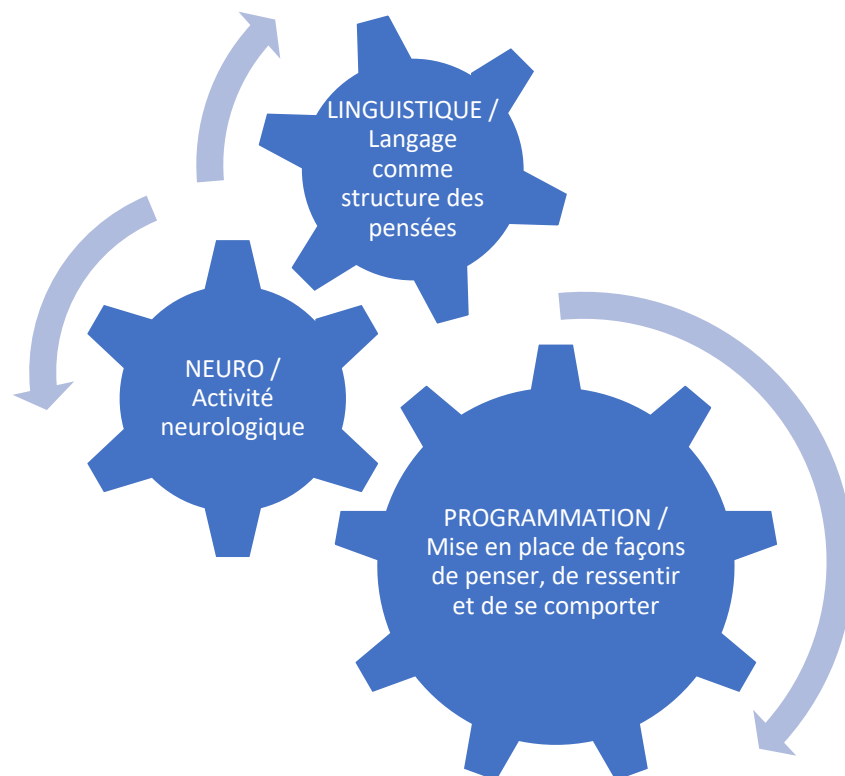 LINGUISTIQUE /
Langage
comme
structure des
pensées
NEURO /
Activité
neurologique
PROGRAMMATION /
Mise en place de façons
de penser, de ressentir
et de se comporter